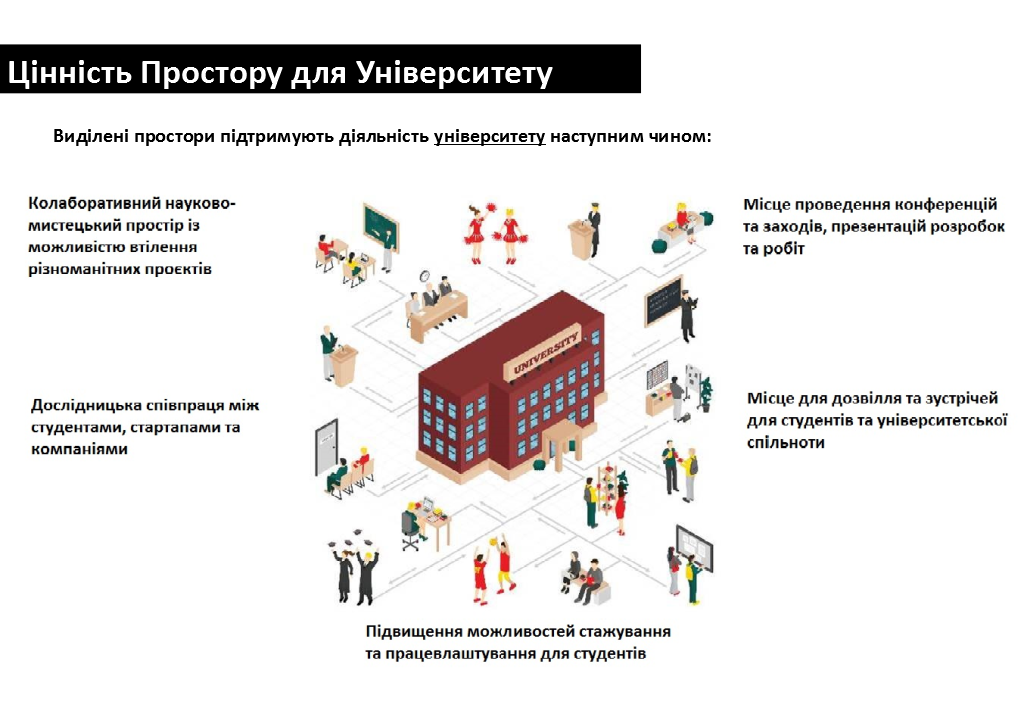 Цінність Простору для Університету
Виділені простори підтримують діяльність університету наступним чином:
Колаборативний науково-
мистецький простір із
можливістю втілення
різноманітних проєктів
Місце проведення конференцій
та заходів, презентацій розробок
та робіт
UNIVERSITY
Дослідницька співпраця між
студентами, стартапами та
компаніями
Місце для дозвілля та зустрічей
для студентів та університетської
спільноти
Підвищення можливостей стажування
та працевлаштування для студентів